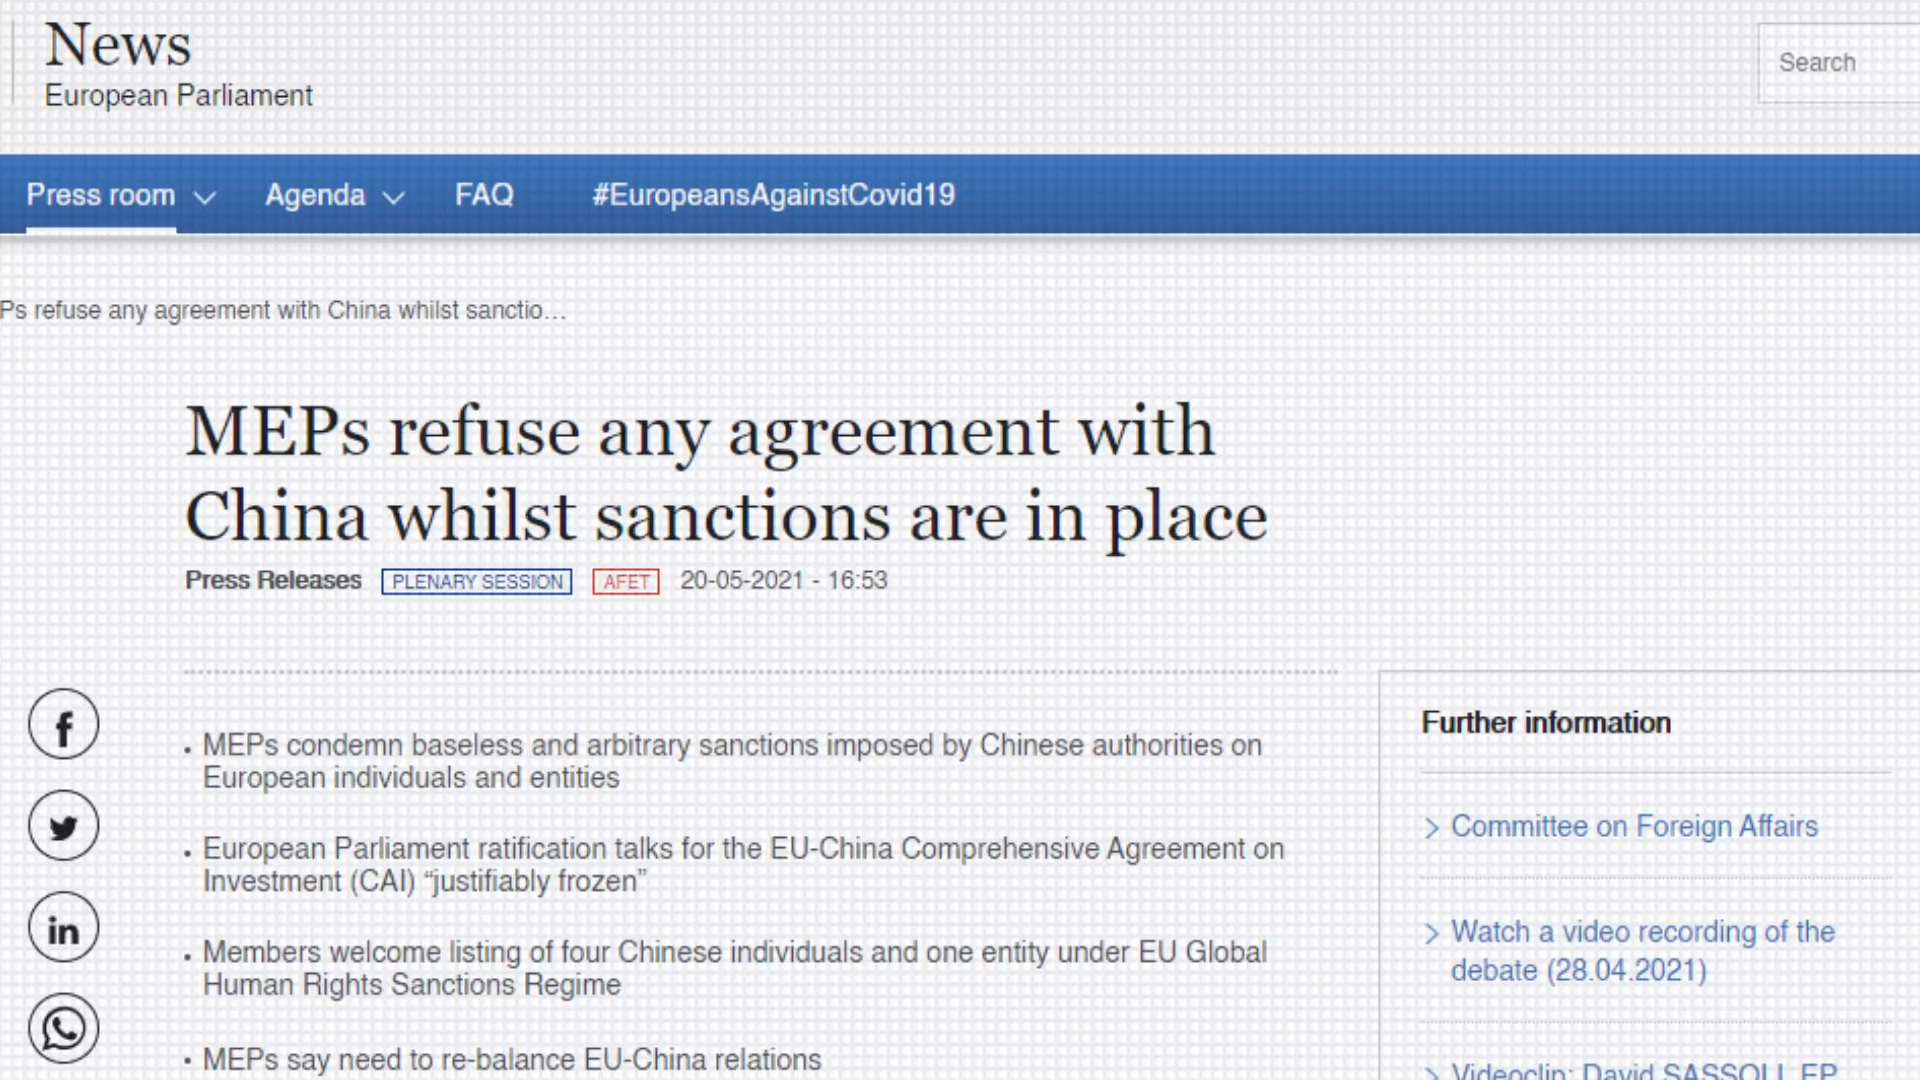 News
European Parliament
Search
Press room
Agenda
FAQ
#EuropeansAgainstCovid19
Ps refuse any agreement with China whilst sanctio...
MEPs refuse any agreement with
China whilst sanctions are in place
Press Releases PLENARY SESSION AFET 20-05-2021 - 16:53
• MEPs condemn baseless and arbitrary sanctions imposed by Chinese authorities on
European individuals and entities
• European Parliament ratification talks for the EU-China Comprehensive Agreement on
Investment (CAI) “justifiably frozen”
• Members welcome listing of four Chinese individuals and one entity under EU Global
Human Rights Sanctions Regime
• MEPs say need to re-balance EU-China relations
Further information
Committee on Foreign Affairs
Watch a video recording of the
debate (28.04.2021)
Videoclip: David SASSOLI, EP